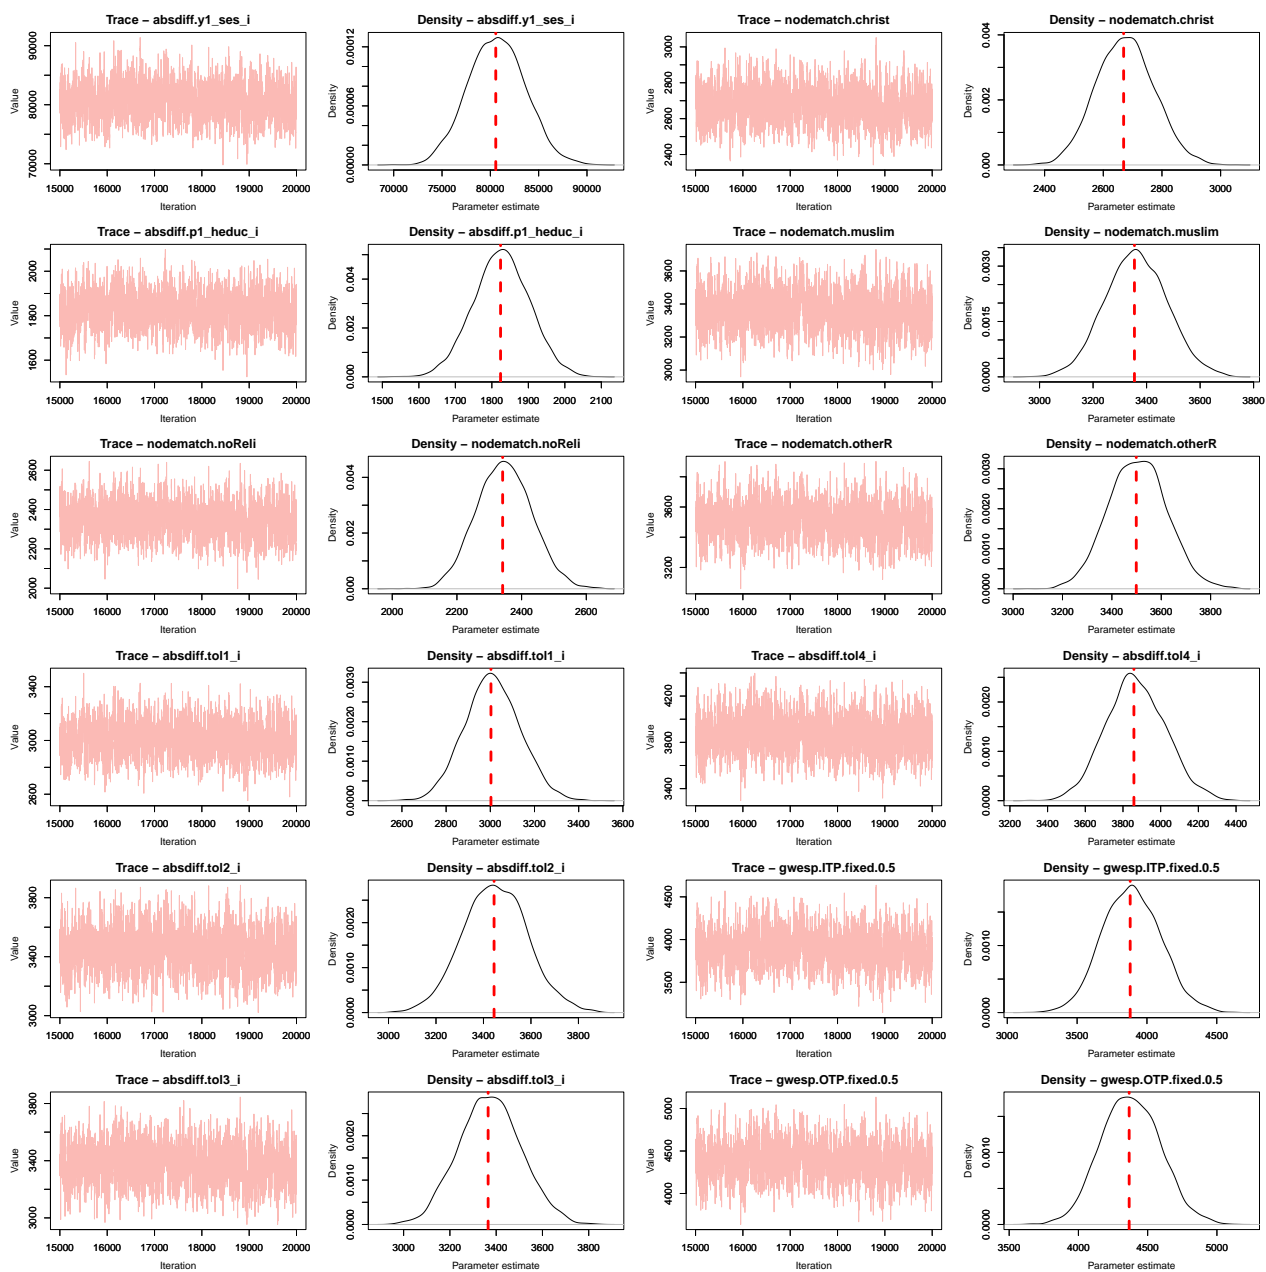 Trace − absdiff.y1_ses_i
Value
70000 80000 90000
15000 16000 17000 18000 19000 20000
Iteration
Density − absdiff.y1_ses_i
Density
0.00000 0.00006 0.00012
70000 75000 80000 85000 90000
Parameter estimate
Trace − nodematch.christ
Value
2400 2600 2800 3000
15000 16000 17000 18000 19000 20000
Iteration
Density − nodematch.christ
Density
0.000 0.002 0.004
2400 2600 2800 3000
Parameter estimate
Trace − absdiff.p1_heduc_i
Value
1600 1800 2000
15000 16000 17000 18000 19000 20000
Iteration
Density − absdiff.p1_heduc_i
Density
0.000 0.002 0.004
1500 1600 1700 1800 1900 2000 2100
Parameter estimate
Trace − nodematch.muslim
Value
3000 3200 3400 3600
15000 16000 17000 18000 19000 20000
Iteration
Density − nodematch.muslim
Density
0.0000 0.0015 0.0030
3000 3200 3400 3600 3800
Parameter estimate
Trace − nodematch.noReli
Value
2000 2200 2400 2600
15000 16000 17000 18000 19000 20000
Iteration
Density − nodematch.noReli
Density
0.000 0.002 0.004
2000 2200 2400 2600
Parameter estimate
Trace − nodematch.otherR
Value
3200 3600
15000 16000 17000 18000 19000 20000
Iteration
Density − nodematch.otherR
Density
0.0000 0.0010 0.0020 0.0030
3000 3200 3400 3600 3800
Parameter estimate
Trace − absdiff.tol1_i
Value
2600 3000 3400
15000 16000 17000 18000 19000 20000
Iteration
Density − absdiff.tol1_i
Density
0.0000 0.0010 0.0020 0.0030
2600 2800 3000 3200 3400 3600
Parameter estimate
Trace − absdiff.tol4_i
Value
3400 3800 4200
15000 16000 17000 18000 19000 20000
Iteration
Density − absdiff.tol4_i
Density
0.0000 0.0010 0.0020
3200 3400 3600 3800 4000 4200 4400
Parameter estimate
Trace − absdiff.tol2_i
Value
3000 3400 3800
15000 16000 17000 18000 19000 20000
Iteration
Density − absdiff.tol2_i
Density
0.0000 0.0010 0.0020
3000 3200 3400 3600 3800
Parameter estimate
Trace − gwesp.ITP.fixed.0.5
Value
3500 4000 4500
15000 16000 17000 18000 19000 20000
Iteration
Density − gwesp.ITP.fixed.0.5
Density
0.0000 0.0010
3000 3500 4000 4500
Parameter estimate
Trace − absdiff.tol3_i
Value
3000 3400 3800
15000 16000 17000 18000 19000 20000
Iteration
Density − absdiff.tol3_i
Density
0.0000 0.0010 0.0020
3000 3200 3400 3600 3800
Parameter estimate
Trace − gwesp.OTP.fixed.0.5
Value
4000 4500 5000
15000 16000 17000 18000 19000 20000
Iteration
Density − gwesp.OTP.fixed.0.5
Density
0.0000 0.0010
3500 4000 4500 5000
Parameter estimate